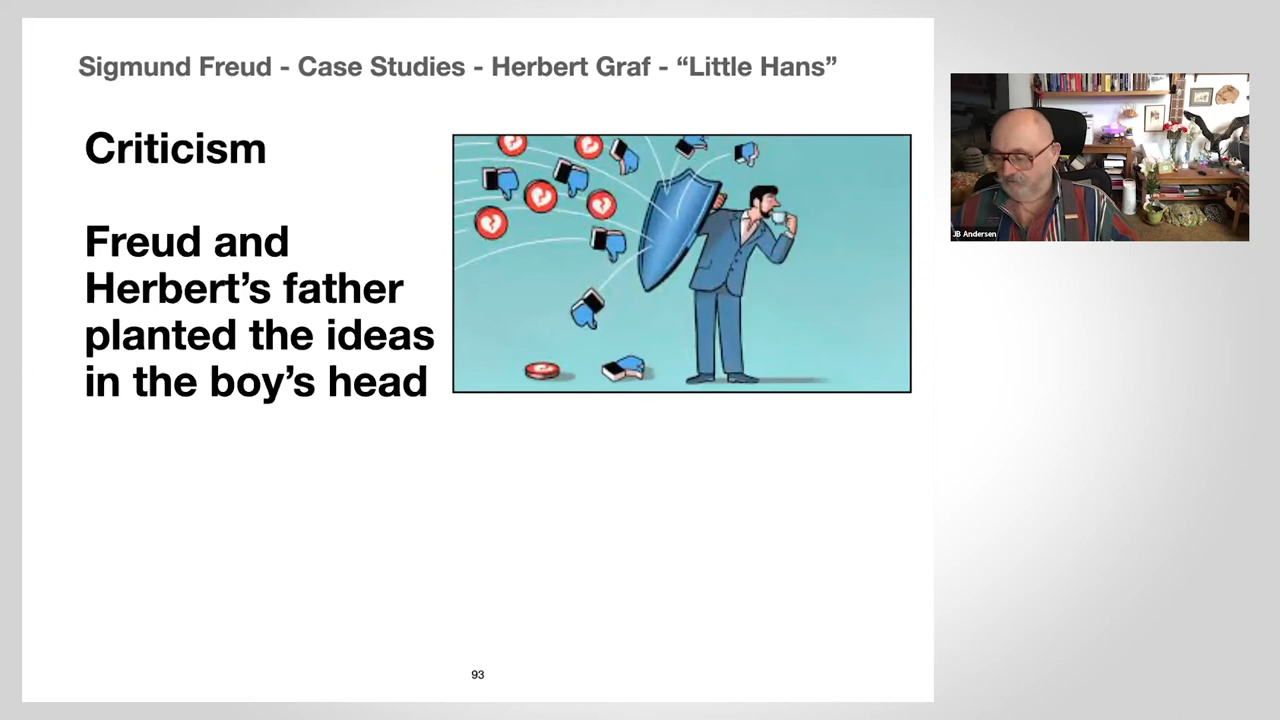 Sigmund Freud - Case Studies - Herbert Graf - “Little Hans”
Criticism
Freud and
Herbert’s father
planted the ideas
in the boy’s head
JB Andersen
93